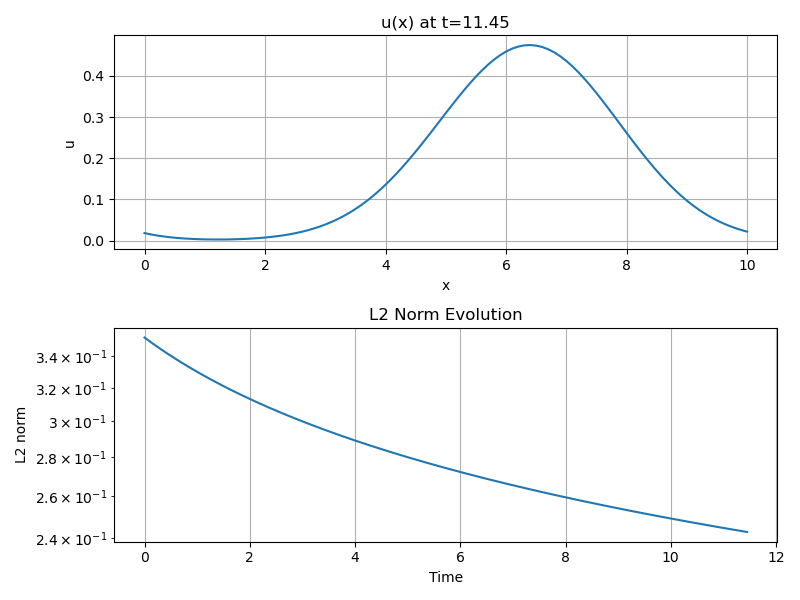 u(x) at t=11.45
u
0.4
0.3
0.2
0.1
0.0
0 2 4 6 8 10
x
L2 Norm Evolution
L2 norm
3.4 × 10⁻¹
3.2 × 10⁻¹
3 × 10⁻¹
2.8 × 10⁻¹
2.6 × 10⁻¹
2.4 × 10⁻¹
0 2 4 6 8 10 12
Time